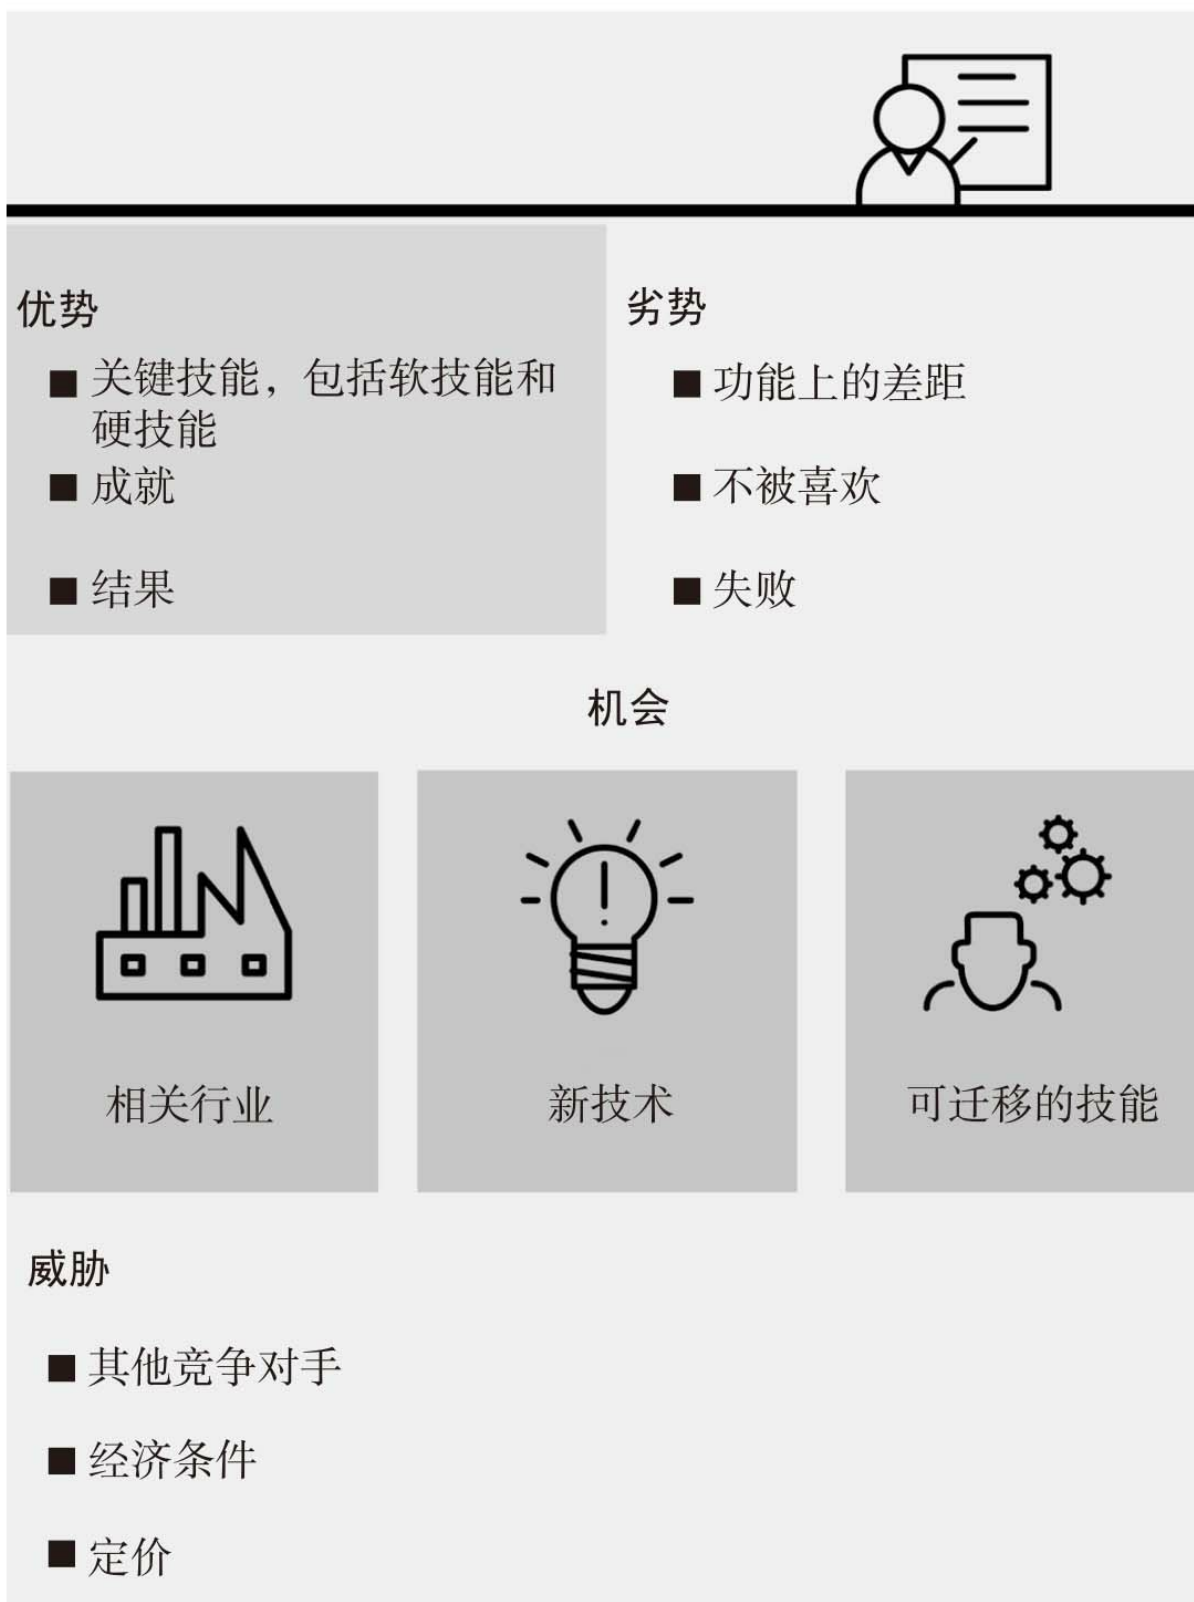 优势
■ 关键技能，包括软技能和
硬技能
■ 成就
■ 结果
劣势
■ 功能上的差距
■ 不被喜欢
■ 失败
机会
相关行业
新技术
可迁移的技能
威胁
■ 其他竞争对手
■ 经济条件
■ 定价